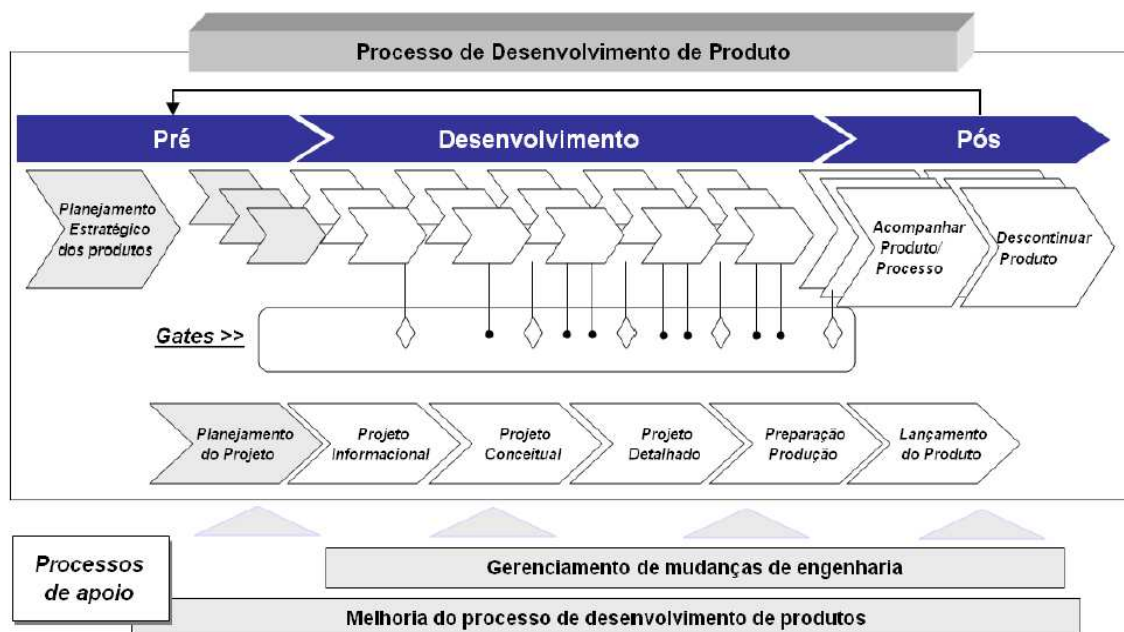 Processo de Desenvolvimento de Produto
Pré
Desenvolvimento
Pós
Planejamento
Estratégico
dos produtos
Acompanhar
Produto/
Processo
Descontinuar
Produto
Gates >>
Planejamento
do Projeto
Projeto
Informacional
Projeto
Conceitual
Projeto
Detalhado
Preparação
Produção
Lançamento
do Produto
Processos
de apoio
Gerenciamento de mudanças de engenharia
Melhoria do processo de desenvolvimento de produtos